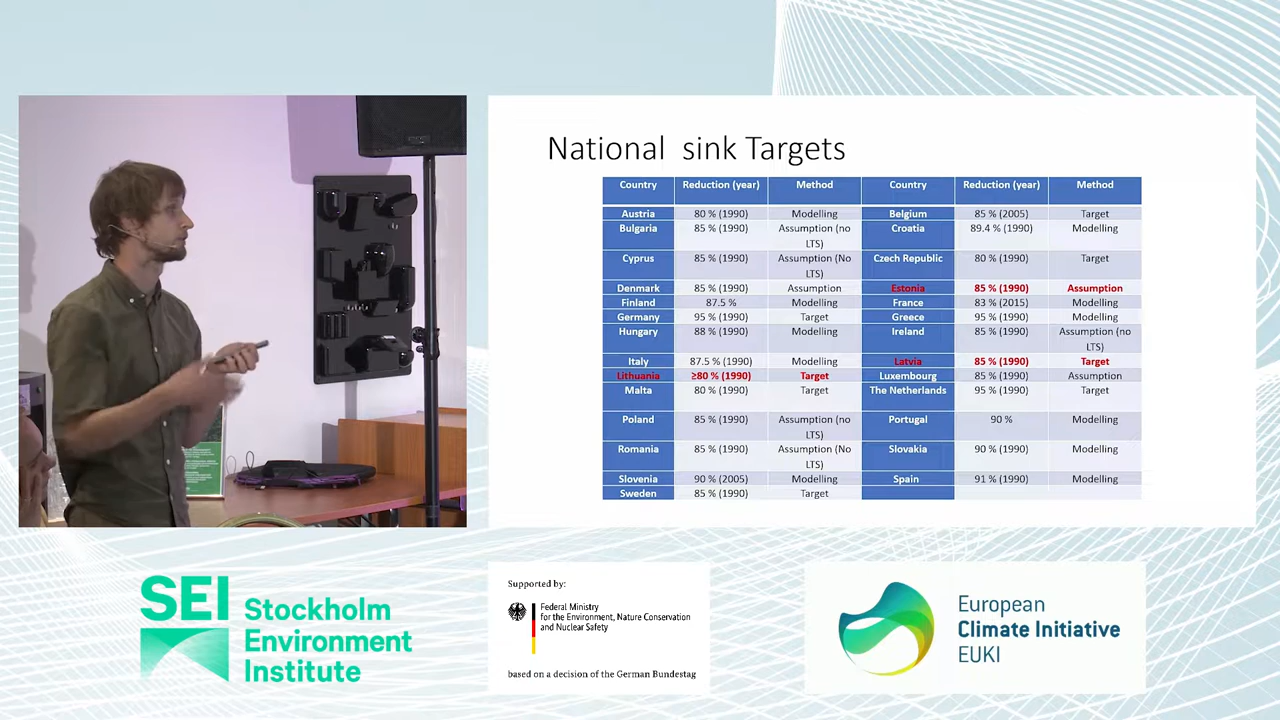 National sink Targets
Country Reduction (year) Method Country Reduction (year) Method
Austria 80 % (1990) Modelling Belgium 85 % (2005) Target
Bulgaria 85 % (1990) Assumption (no LTS) Croatia 89.4 % (1990) Modelling
Cyprus 85 % (1990) Assumption (No LTS) Czech Republic 80 % (1990) Target
Denmark 85 % (1990) Assumption Estonia 85 % (1990) Assumption
Finland 87.5 % Modelling France 83 % (2015) Modelling
Germany 95 % (1990) Target Greece 95 % (1990) Modelling
Hungary 88 % (1990) Modelling Ireland 85 % (1990) Assumption (no LTS)
Italy 87.5 % (1990) Modelling Latvia 85 % (1990) Target
Lithuania ≥80 % (1990) Target Luxembourg 85 % (1990) Assumption
Malta 80 % (1990) Target The Netherlands 95 % (1990) Target
Poland 85 % (1990) Assumption (no LTS) Portugal 90 % Modelling
Romania 85 % (1990) Assumption (No LTS) Slovakia 90 % (1990) Modelling
Slovenia 90 % (2005) Modelling Spain 91 % (1990) Modelling
Sweden 85 % (1990) Target
SEI Stockholm
Environment
Institute
Supported by:
Federal Ministry
for the Environment, Nature Conservation
and Nuclear Safety
based on a decision of the German Bundestag
European
Climate Initiative
EUKI